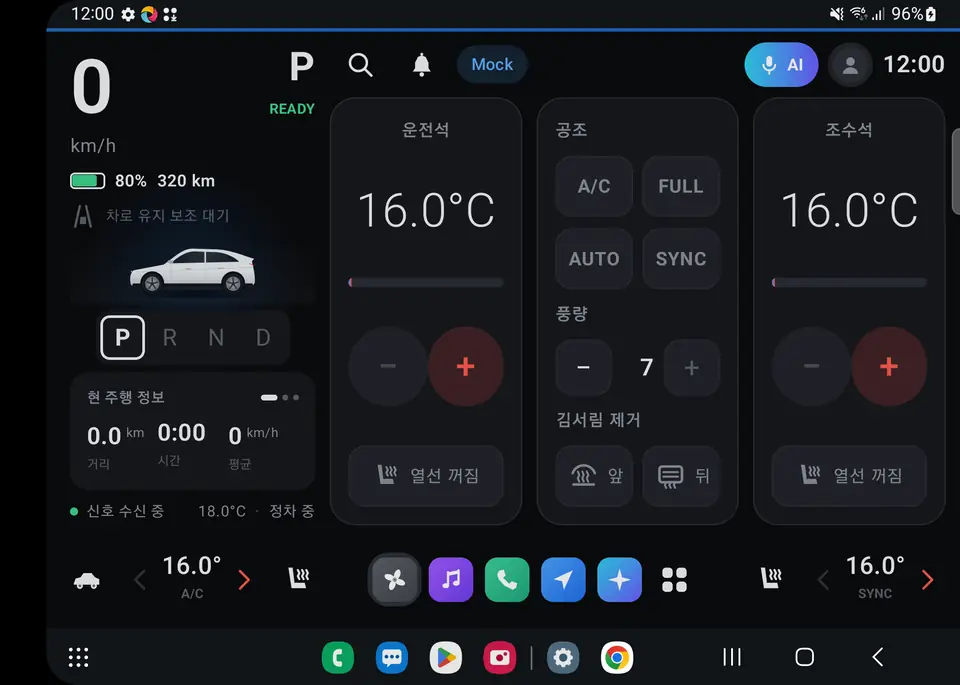 12:00
96%
0
P
READY
km/h
80% 320 km
차로 유지 보조 대기
P R N D
현 주행 정보
0.0 km 0:00 0 km/h
거리 시간 평균
신호 수신 중 18.0°C · 정차 중
Mock
AI
12:00
운전석
16.0°C
− +
열선 꺼짐
공조
A/C FULL
AUTO SYNC
풍량
− 7 +
김서림 제거
앞 뒤
조수석
16.0°C
− +
열선 꺼짐
16.0°
A/C
16.0°
SYNC